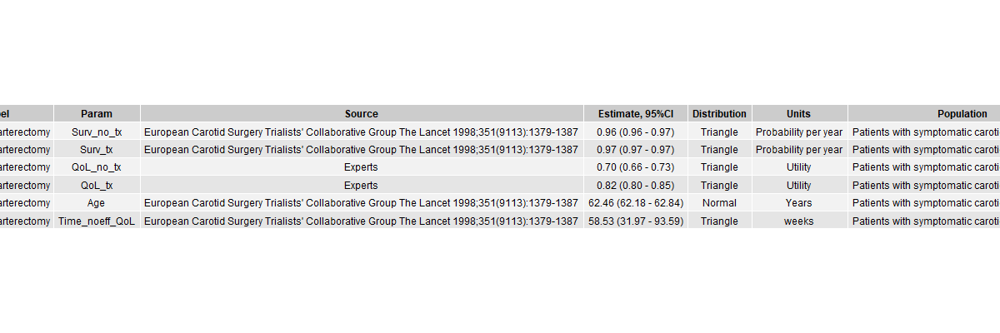 pel Param Source Estimate, 95%CI Distribution Units Population
arterectomy Surv_no_tx European Carotid Surgery Trialists' Collaborative Group The Lancet 1998;351(9113):1379-1387 0.96 (0.96 - 0.97) Triangle Probability per year Patients with symptomatic caroti
arterectomy Surv_tx European Carotid Surgery Trialists' Collaborative Group The Lancet 1998;351(9113):1379-1387 0.97 (0.97 - 0.97) Triangle Probability per year Patients with symptomatic caroti
arterectomy QoL_no_tx Experts 0.70 (0.66 - 0.73) Triangle Utility Patients with symptomatic caroti
arterectomy QoL_tx Experts 0.82 (0.80 - 0.85) Triangle Utility Patients with symptomatic caroti
arterectomy Age European Carotid Surgery Trialists' Collaborative Group The Lancet 1998;351(9113):1379-1387 62.46 (62.18 - 62.84) Normal Years Patients with symptomatic caroti
arterectomy Time_noeff_QoL European Carotid Surgery Trialists' Collaborative Group The Lancet 1998;351(9113):1379-1387 58.53 (31.97 - 93.59) Triangle weeks Patients with symptomatic caroti